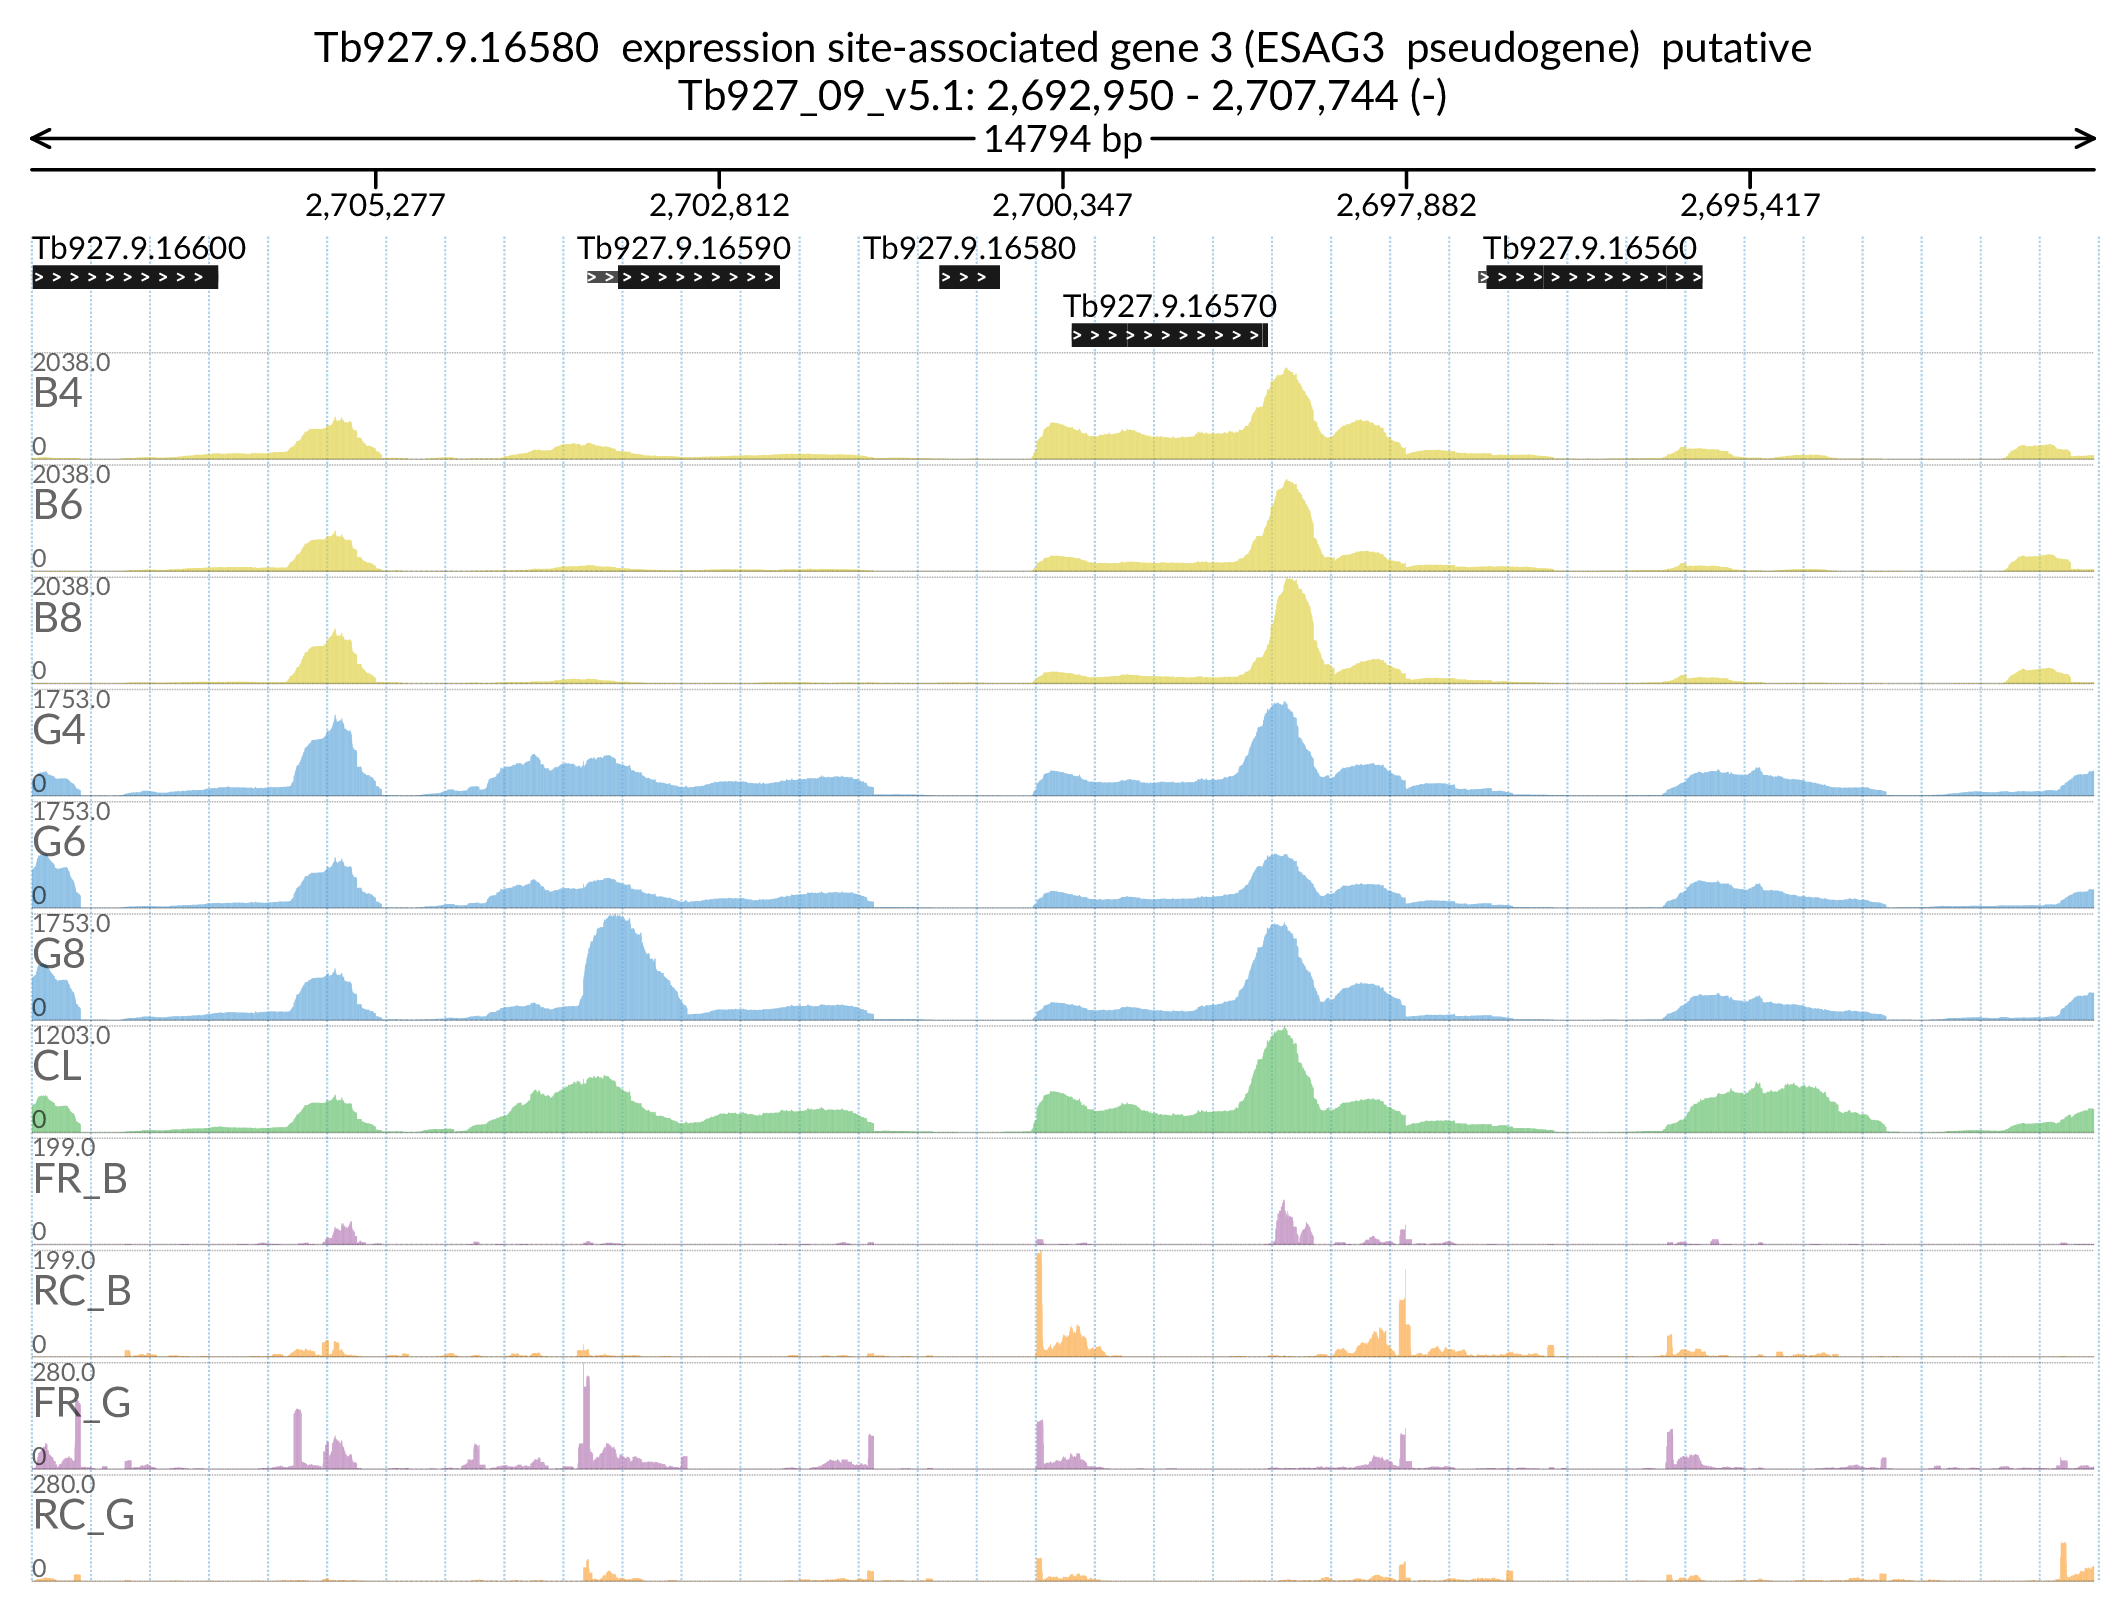 Tb927.9.16580 expression site-associated gene 3 (ESAG3 pseudogene) putative
Tb927_09_v5.1: 2,692,950 - 2,707,744 (-)
14794 bp
2,705,277 2,702,812 2,700,347 2,697,882 2,695,417
Tb927.9.16600 Tb927.9.16590 Tb927.9.16580 Tb927.9.16560
Tb927.9.16570
2038.0
B4
0
2038.0
B6
0
2038.0
B8
0
1753.0
G4
0
1753.0
G6
0
1753.0
G8
0
1203.0
CL
0
199.0
FR_B
0
199.0
RC_B
0
280.0
FR_G
0
280.0
RC_G
0